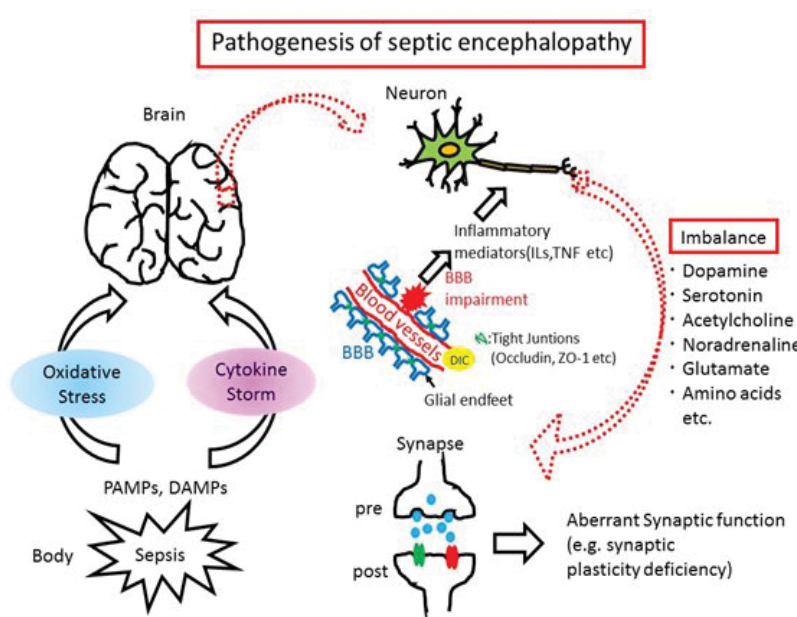 Pathogenesis of septic encephalopathy
Brain
Neuron
Inflammatory
mediators(ILs,TNF etc)
BBB
impairment
Blood vessels
BBB
DIC
:Tight Juntions
(Occludin, ZO-1 etc)
Glial endfeet
Imbalance
・ Dopamine
・ Serotonin
・ Acetylcholine
・ Noradrenaline
・ Glutamate
・ Amino acids
etc.
Oxidative
Stress
Cytokine
Storm
PAMPs, DAMPs
Body
Sepsis
Synapse
pre
post
Aberrant Synaptic function
(e.g. synaptic
plasticity deficiency)